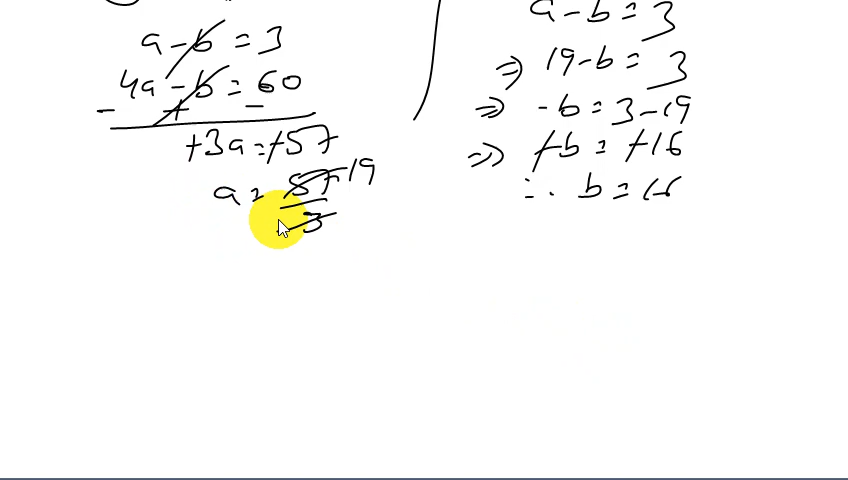 a - b = 3
4a - b = 60
- + -
+3a = +57
a = 57/3 19
a - b = 3
⇒ 19 - b = 3
⇒ -b = 3 - 19
⇒ +b = +16
∴ b = 16